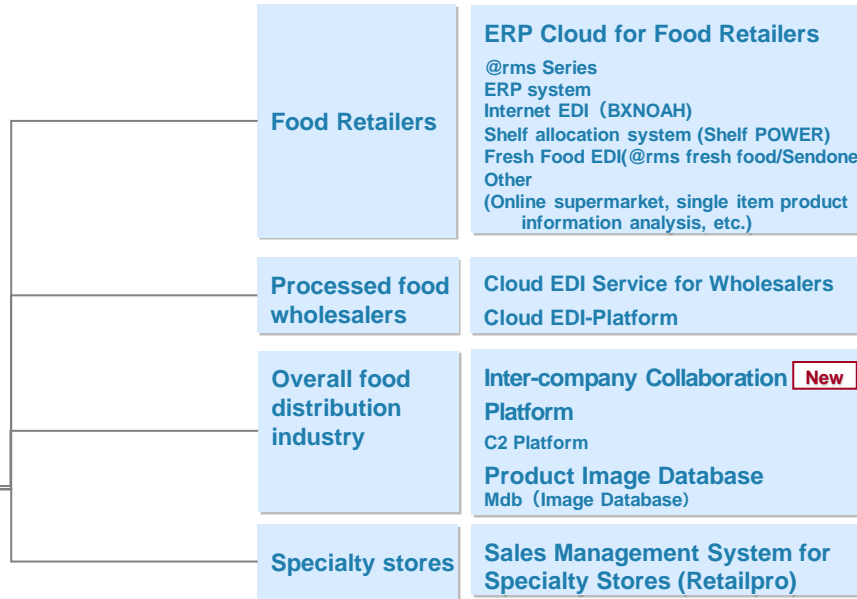 Food Retailers
ERP Cloud for Food Retailers
@rms Series
ERP system
Internet EDI（BXNOAH)
Shelf allocation system (Shelf POWER)
Fresh Food EDI(@rms fresh food/Sendone
Other
(Online supermarket, single item product
information analysis, etc.)
Processed food
wholesalers
Cloud EDI Service for Wholesalers
Cloud EDI-Platform
Overall food
distribution
industry
Inter-company Collaboration New
Platform
C2 Platform
Product Image Database
Mdb（Image Database）
Specialty stores
Sales Management System for
Specialty Stores (Retailpro)